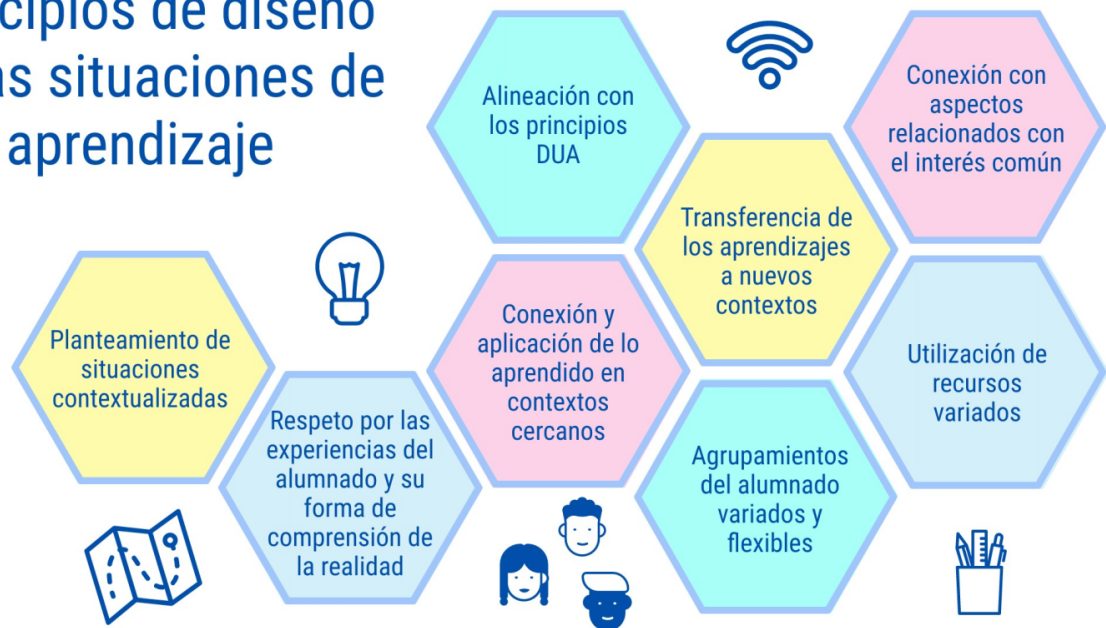 cipios de diseño
as situaciones de
aprendizaje
Alineación con
los principios
DUA
Conexión con
aspectos
relacionados con
el interés común
Transferencia de
los aprendizajes
a nuevos
contextos
Planteamiento de
situaciones
contextualizadas
Respeto por las
experiencias del
alumnado y su
forma de
comprensión de
la realidad
Conexión y
aplicación de lo
aprendido en
contextos
cercanos
Agrupamientos
del alumnado
variados y
flexibles
Utilización de
recursos
variados